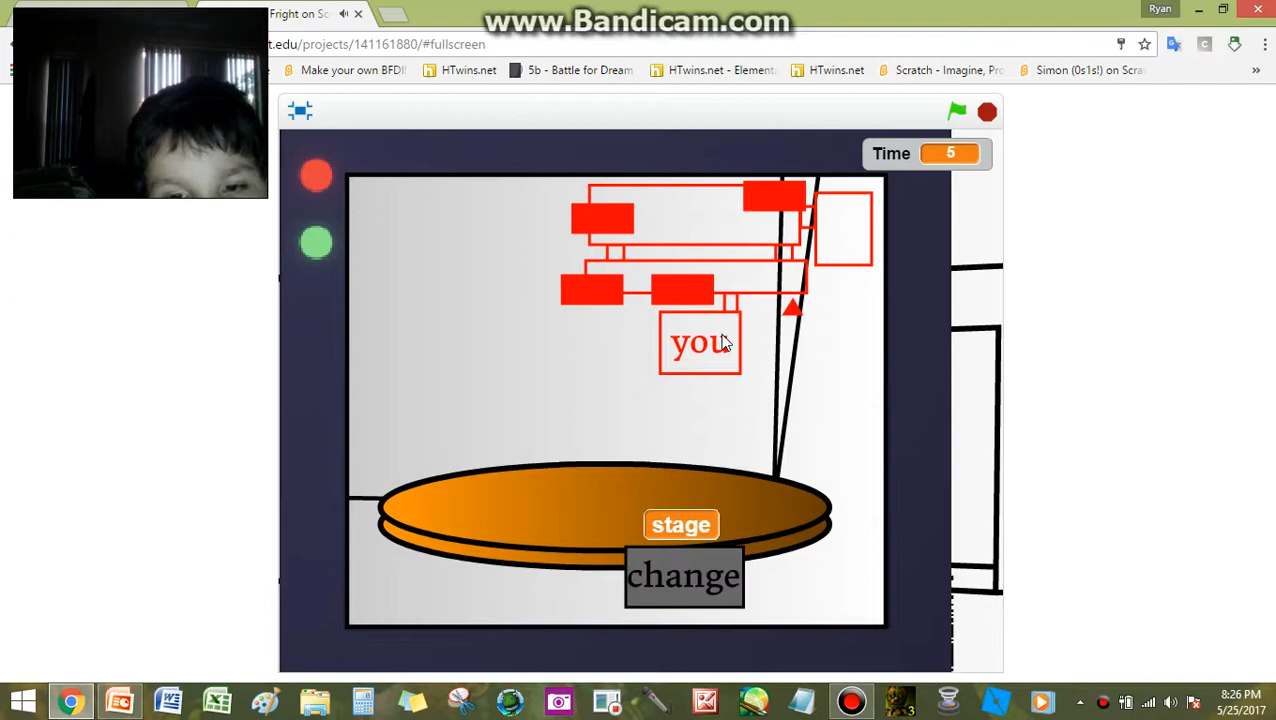 www.Bandicam.com
Fright on Sc
Ryan
t.edu/projects/141161880/#fullscreen
Make your own BFDI!
HTwins.net
5b - Battle for Dream
HTwins.net - Elementa
HTwins.net
Scratch - Imagine, Pro
Simon (0s1s!) on Scra
Time 5
you
stage
change
8:26 PM
5/25/2017